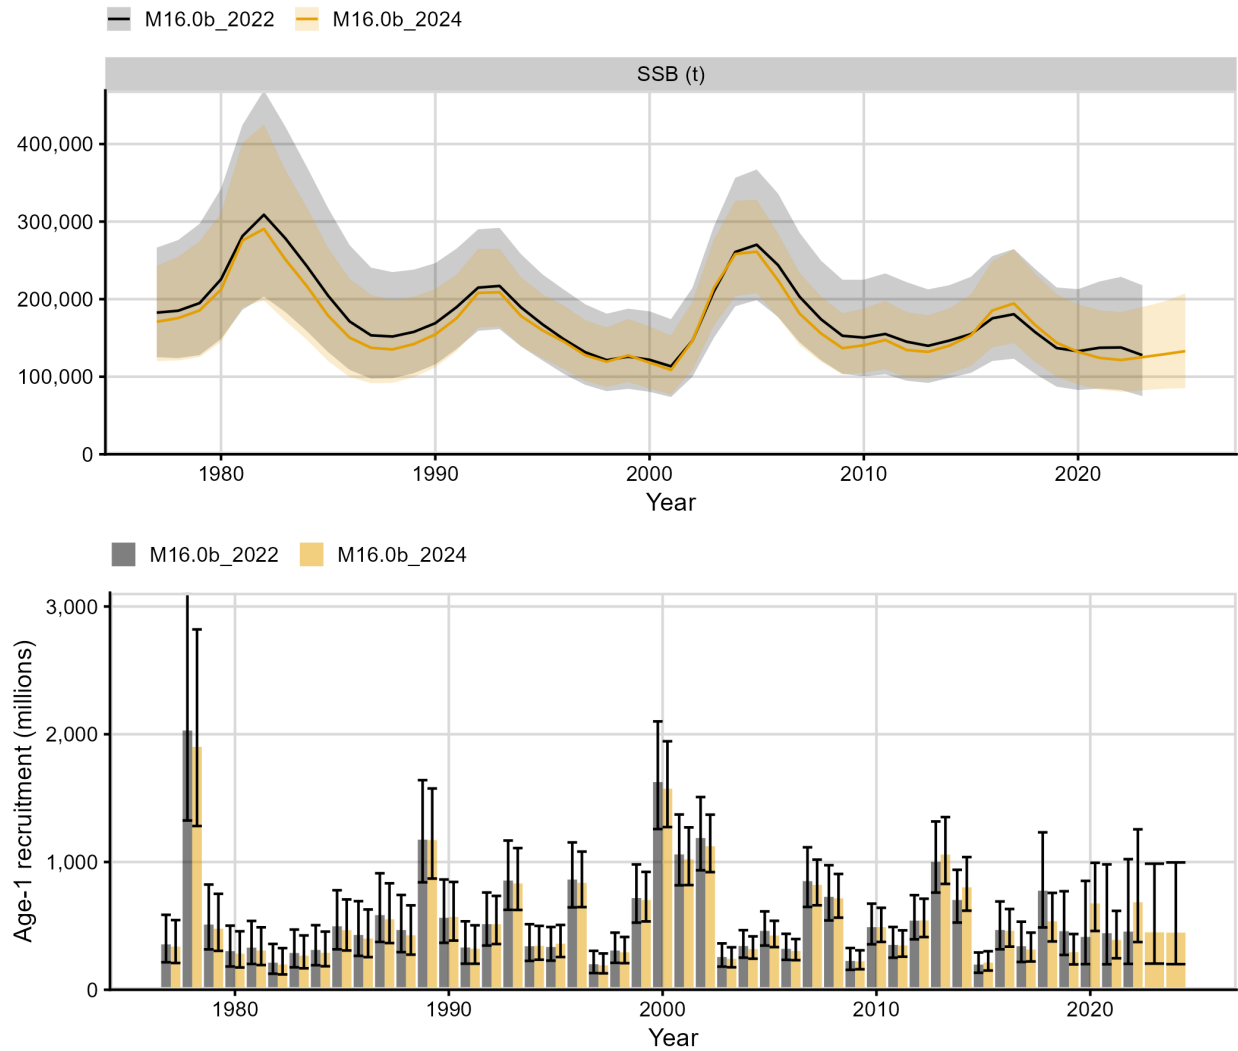 M16.0b_2022 M16.0b_2024
SSB (t)
400,000
300,000
200,000
100,000
0
1980 1990 2000 2010 2020
Year
M16.0b_2022 M16.0b_2024
Age-1 recruitment (millions)
3,000
2,000
1,000
0
1980 1990 2000 2010 2020
Year